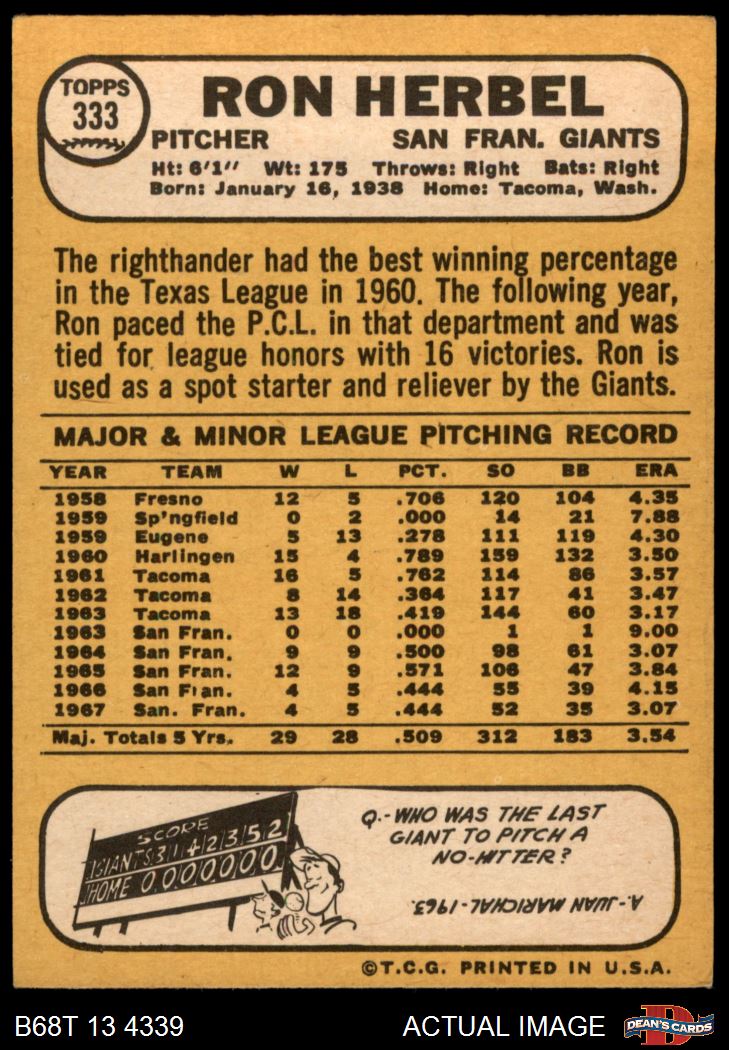 TOPPS
333
RON HERBEL
PITCHER SAN FRAN. GIANTS
Ht: 6'1" Wt: 175 Throws: Right Bats: Right
Born: January 16, 1938 Home: Tacoma, Wash.
The righthander had the best winning percentage
in the Texas League in 1960. The following year,
Ron paced the P.C.L. in that department and was
tied for league honors with 16 victories. Ron is
used as a spot starter and reliever by the Giants.
MAJOR & MINOR LEAGUE PITCHING RECORD
YEAR TEAM W L PCT. SO BB ERA
1958 Fresno 12 5 .706 120 104 4.35
1959 Sp'ngfield 0 2 .000 14 21 7.88
1959 Eugene 5 13 .278 111 119 4.30
1960 Harlingen 15 4 .789 159 132 3.50
1961 Tacoma 16 5 .762 114 86 3.57
1962 Tacoma 8 14 .364 117 41 3.47
1963 Tacoma 13 18 .419 144 60 3.17
1963 San Fran. 0 0 .000 1 1 9.00
1964 San Fran. 9 9 .500 98 61 3.07
1965 San Fran. 12 9 .571 106 47 3.84
1966 San Fran. 4 5 .444 55 39 4.15
1967 San. Fran. 4 5 .444 52 35 3.07
Maj. Totals 5 Yrs. 29 28 .509 312 183 3.54
SCORE
GIANTS 3 1 4 2 3 5 2
HOME 0.0 0 0 0 0 0.
Q.-WHO WAS THE LAST
GIANT TO PITCH A
NO-HITTER?
A. JUAN MARICHAL-1963.
©T.C.G. PRINTED IN U.S.A.
B68T 13 4339 ACTUAL IMAGE
DEAN'S CARDS